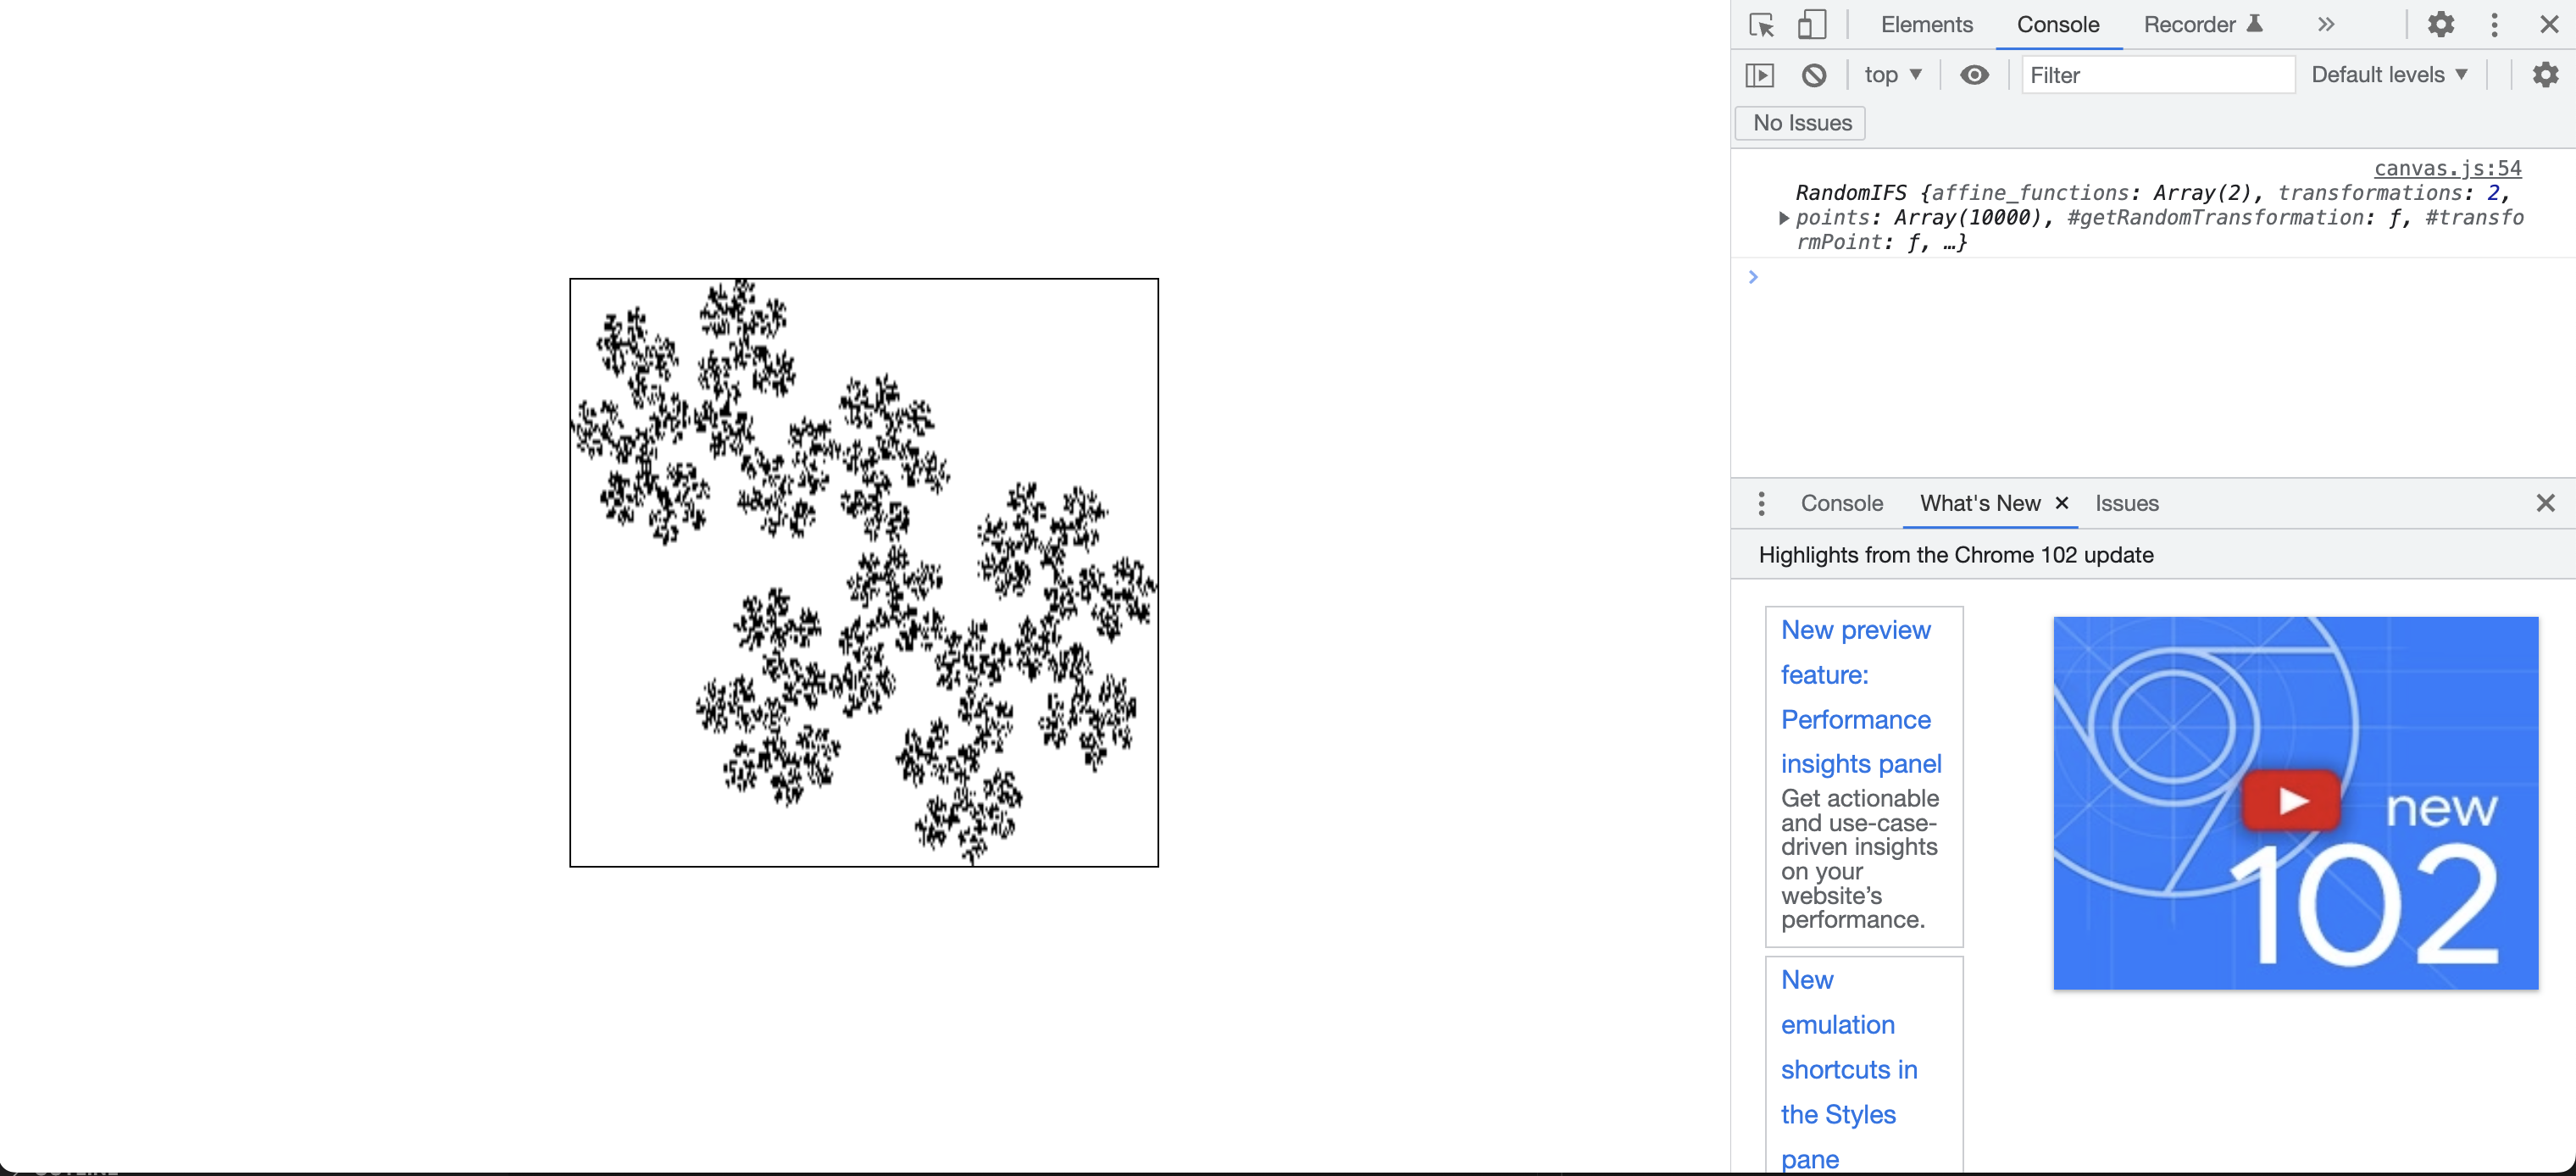 Elements Console Recorder
top Filter Default levels
No Issues
canvas.js:54
RandomIFS {affine_functions: Array(2), transformations: 2,
points: Array(10000), #getRandomTransformation: ƒ, #transfo
rmPoint: ƒ, …}
Console What's New Issues
Highlights from the Chrome 102 update
New preview
feature:
Performance
insights panel
Get actionable
and use-case-
driven insights
on your
website’s
performance.
New
emulation
shortcuts in
the Styles
pane
new
102